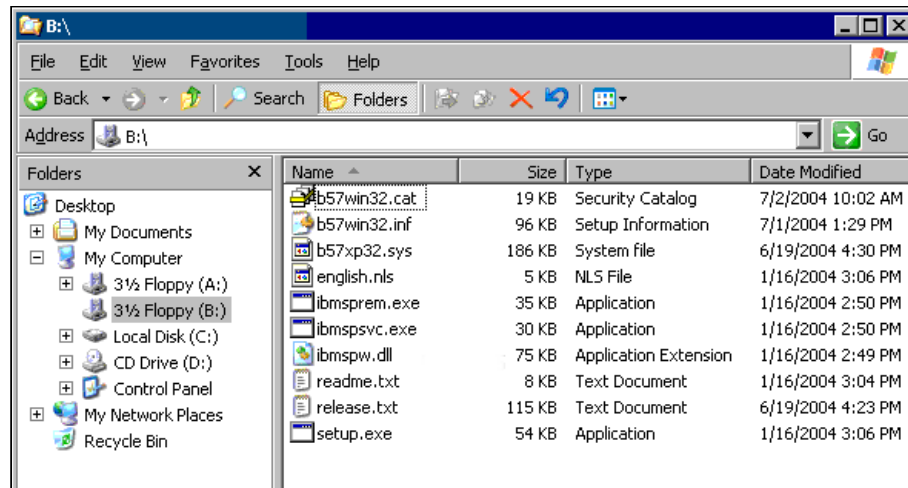 B:\
File Edit View Favorites Tools Help
Back Search Folders
Address B:\ Go
Folders X
Desktop
My Documents
My Computer
3½ Floppy (A:)
3½ Floppy (B:)
Local Disk (C:)
CD Drive (D:)
Control Panel
My Network Places
Recycle Bin
Name Size Type Date Modified
b57win32.cat 19 KB Security Catalog 7/2/2004 10:02 AM
b57win32.inf 96 KB Setup Information 7/1/2004 1:29 PM
b57xp32.sys 186 KB System file 6/19/2004 4:30 PM
english.nls 5 KB NLS File 1/16/2004 3:06 PM
ibmsprem.exe 35 KB Application 1/16/2004 2:50 PM
ibmspsvc.exe 30 KB Application 1/16/2004 2:50 PM
ibmspw.dll 75 KB Application Extension 1/16/2004 2:49 PM
readme.txt 8 KB Text Document 1/16/2004 3:04 PM
release.txt 115 KB Text Document 6/19/2004 4:23 PM
setup.exe 54 KB Application 1/16/2004 3:06 PM